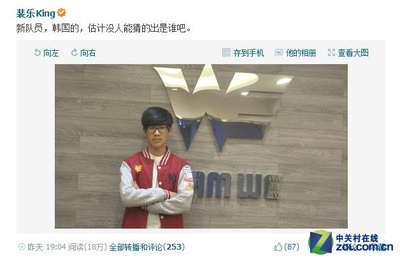 裴乐King
新队员，韩国的，估计没人能猜的出是谁吧。
向左 向右 存到手机 他的相册 查看大图
AM WE
昨天 19:04 阅读(18万) 全部转播和评论(253) (87)
中关村在线
zol.com.cn